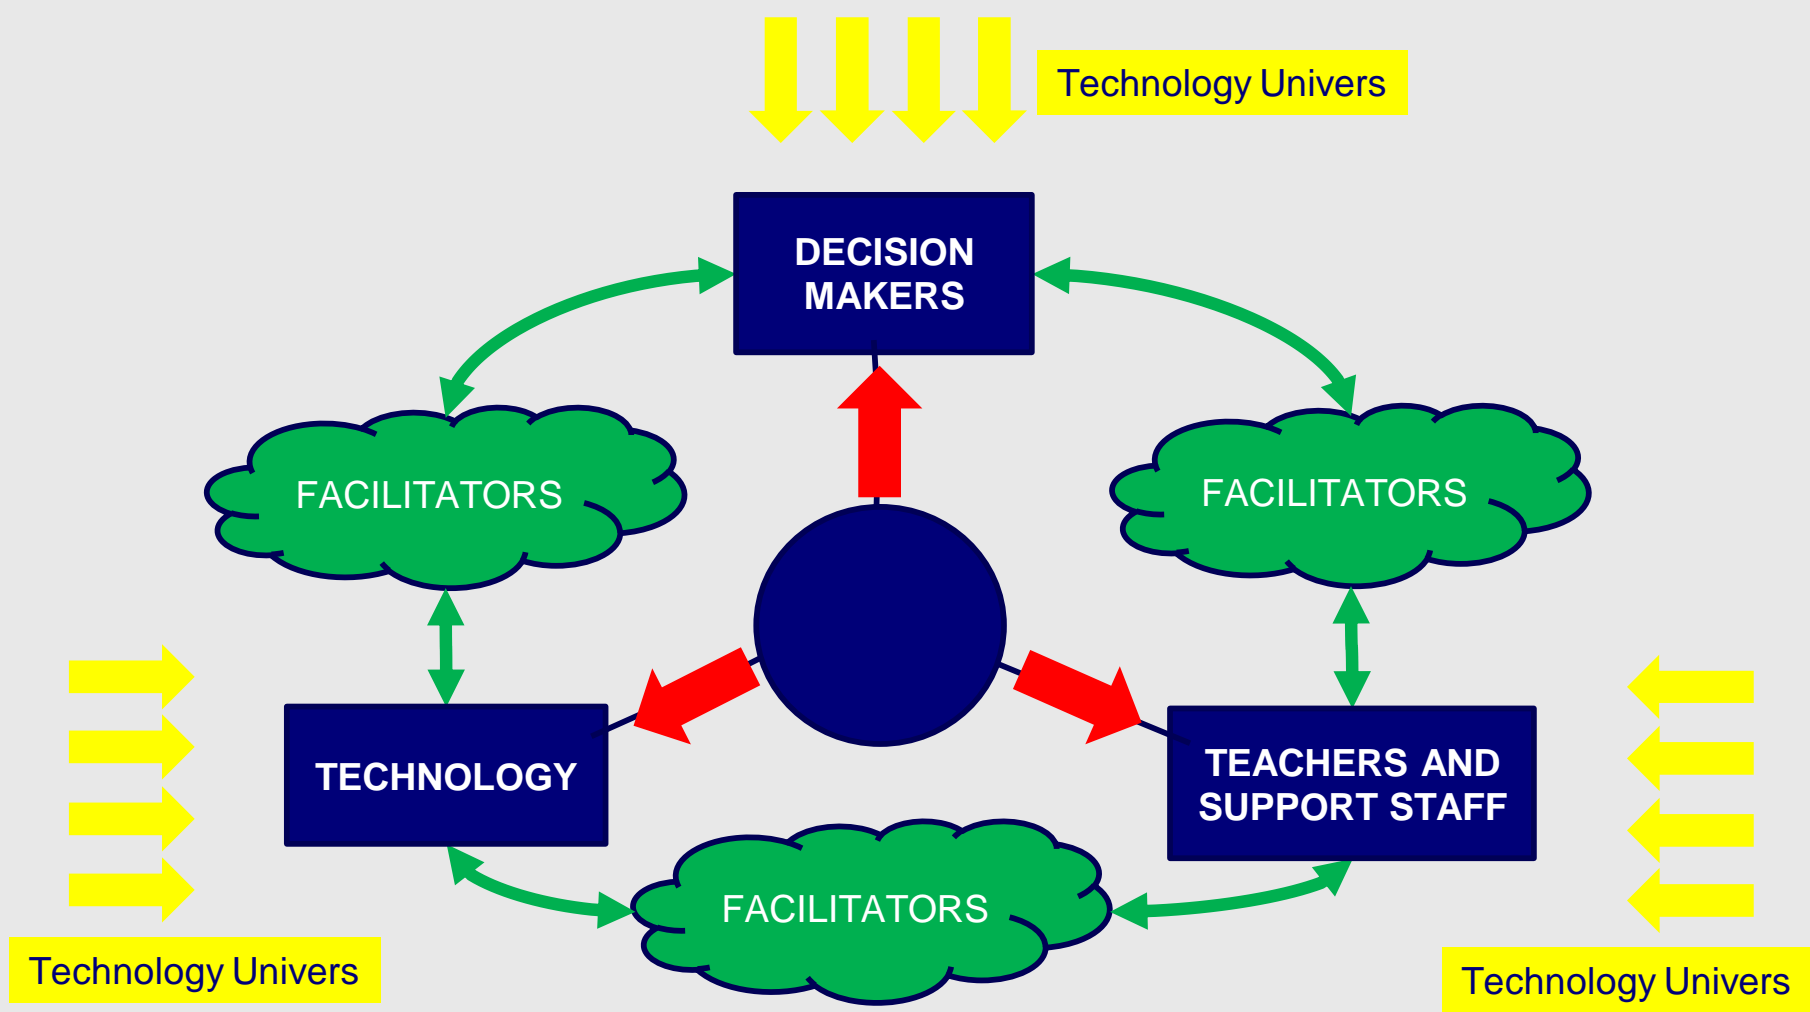 Technology Univers
DECISION
MAKERS
FACILITATORS
FACILITATORS
TECHNOLOGY
TEACHERS AND
SUPPORT STAFF
FACILITATORS
Technology Univers
Technology Univers